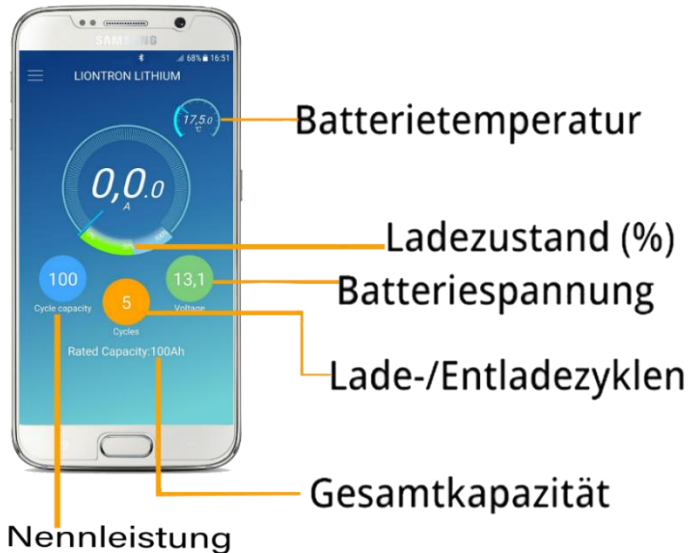 SAMSUNG
68% 16:51
LIONTRON LITHIUM
17,5.0
°C
Batterietemperatur
0,0.0
A
100%
Ladezustand (%)
100
13,1
Batteriespannung
Cycle capacity
5
Voltage
Cycles
Rated Capacity:100Ah
Lade-/Entladezyklen
Gesamtkapazität
Nennleistung